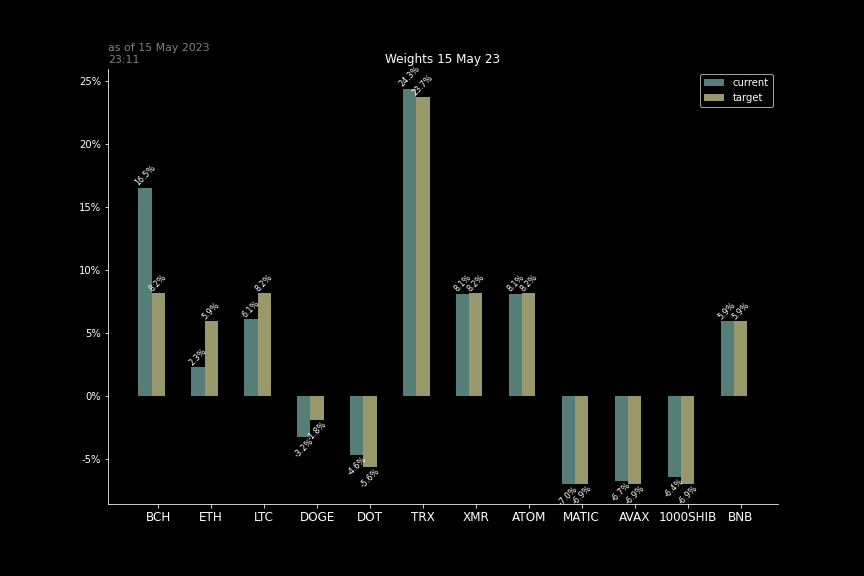 as of 15 May 2023
23:11
Weights 15 May 23
current
target
25%
20%
15%
10%
5%
0%
-5%
16.5%
8.2%
2.3%
5.9%
6.1%
8.2%
-3.2%
-1.8%
-4.6%
-5.6%
24.3%
23.7%
8.1%
8.2%
8.1%
8.2%
-7.0%
-6.9%
-6.7%
-6.9%
-6.4%
-6.9%
5.9%
5.9%
BCH
ETH
LTC
DOGE
DOT
TRX
XMR
ATOM
MATIC
AVAX
1000SHIB
BNB